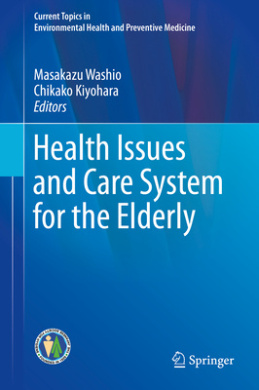 Current Topics in
Environmental Health and Preventive Medicine
Masakazu Washio
Chikako Kiyohara
Editors
Health Issues
and Care System
for the Elderly
Springer